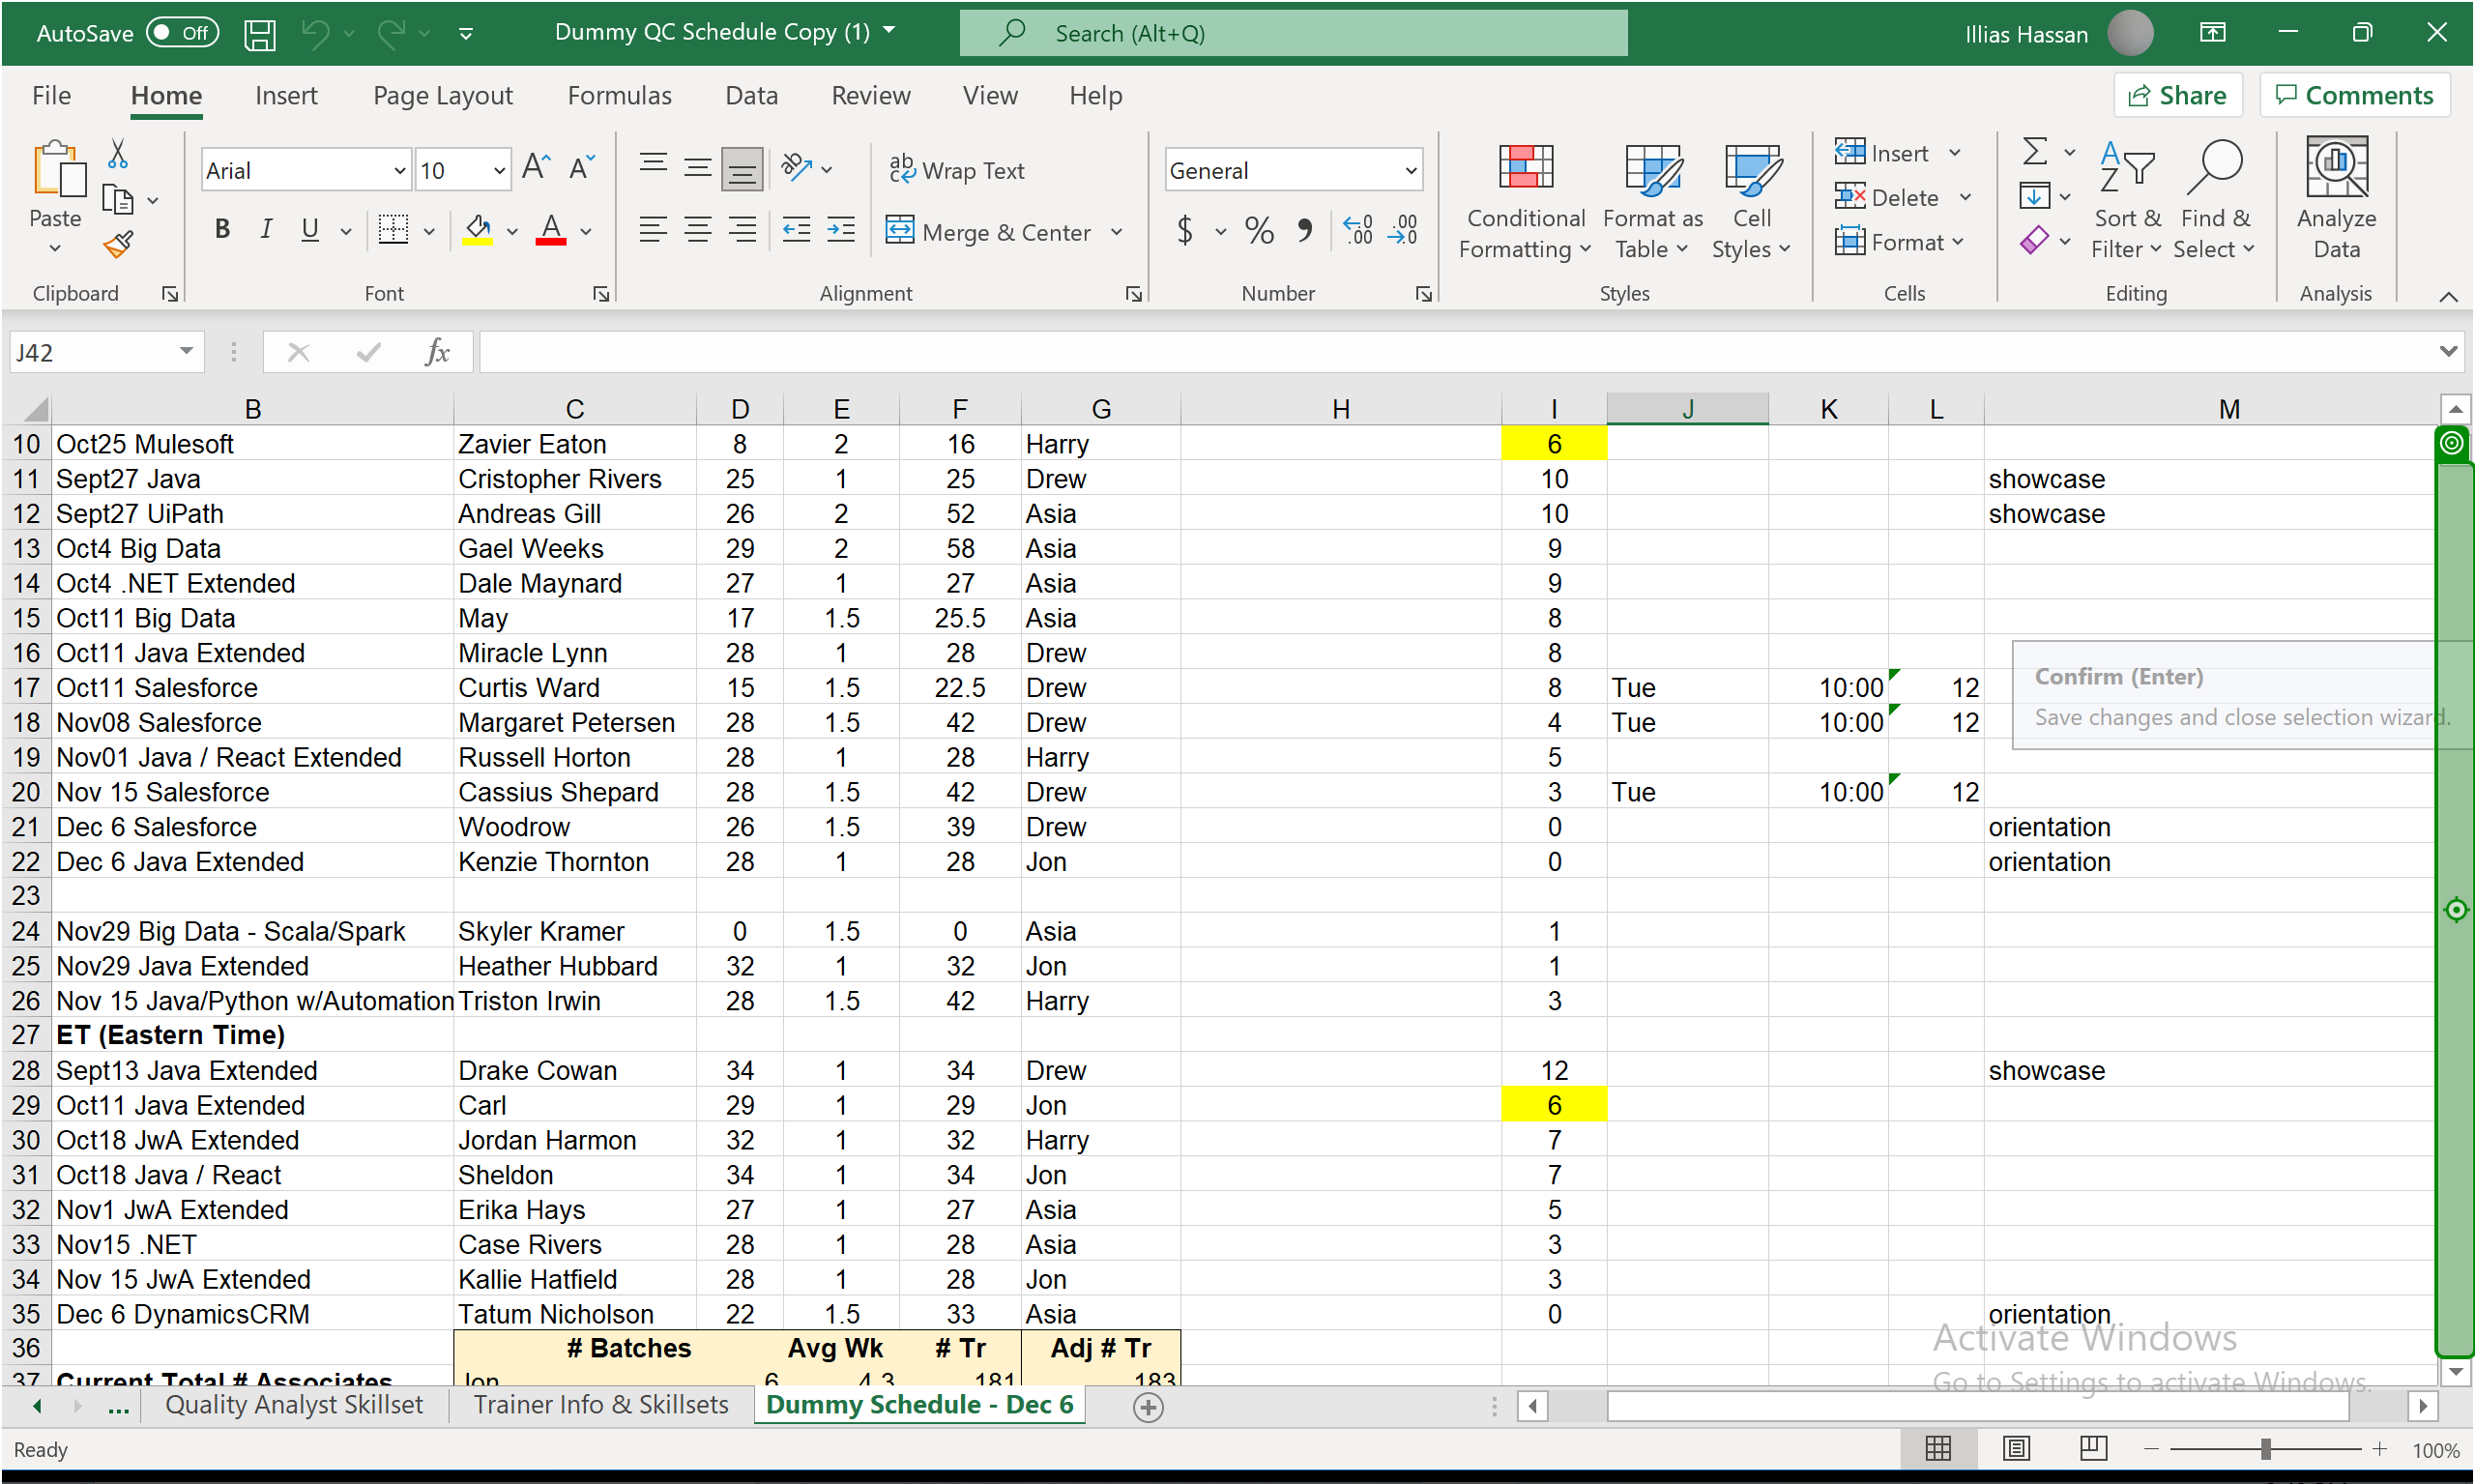 AutoSave Off Dummy QC Schedule Copy (1) Search (Alt+Q) Illias Hassan
File Home Insert Page Layout Formulas Data Review View Help Share Comments
Paste
Arial 10
Wrap Text
Merge & Center
General
Conditional Formatting
Format as Table
Cell Styles
Insert
Delete
Format
Sort & Filter
Find & Select
Analyze Data
Clipboard Font Alignment Number Styles Cells Editing Analysis
J42 fx
B C D E F G H I J K L M
10 Oct25 Mulesoft Zavier Eaton 8 2 16 Harry 6
11 Sept27 Java Cristopher Rivers 25 1 25 Drew 10 showcase
12 Sept27 UiPath Andreas Gill 26 2 52 Asia 10 showcase
13 Oct4 Big Data Gael Weeks 29 2 58 Asia 9
14 Oct4 .NET Extended Dale Maynard 27 1 27 Asia 9
15 Oct11 Big Data May 17 1.5 25.5 Asia 8
16 Oct11 Java Extended Miracle Lynn 28 1 28 Drew 8
17 Oct11 Salesforce Curtis Ward 15 1.5 22.5 Drew 8 Tue 10:00 12
Confirm (Enter)
Save changes and close selection wizard.
18 Nov08 Salesforce Margaret Petersen 28 1.5 42 Drew 4 Tue 10:00 12
19 Nov01 Java / React Extended Russell Horton 28 1 28 Harry 5
20 Nov 15 Salesforce Cassius Shepard 28 1.5 42 Drew 3 Tue 10:00 12
21 Dec 6 Salesforce Woodrow 26 1.5 39 Drew 0 orientation
22 Dec 6 Java Extended Kenzie Thornton 28 1 28 Jon 0 orientation
23
24 Nov29 Big Data - Scala/Spark Skyler Kramer 0 1.5 0 Asia 1
25 Nov29 Java Extended Heather Hubbard 32 1 32 Jon 1
26 Nov 15 Java/Python w/Automation Triston Irwin 28 1.5 42 Harry 3
27 ET (Eastern Time)
28 Sept13 Java Extended Drake Cowan 34 1 34 Drew 12 showcase
29 Oct11 Java Extended Carl 29 1 29 Jon 6
30 Oct18 JwA Extended Jordan Harmon 32 1 32 Harry 7
31 Oct18 Java / React Sheldon 34 1 34 Jon 7
32 Nov1 JwA Extended Erika Hays 27 1 27 Asia 5
33 Nov15 .NET Case Rivers 28 1 28 Asia 3
34 Nov 15 JwA Extended Kallie Hatfield 28 1 28 Jon 3
35 Dec 6 DynamicsCRM Tatum Nicholson 22 1.5 33 Asia 0 orientation
36 # Batches Avg Wk # Tr Adj # Tr
37 Current Total # Associates Jon 6 4.3 181 183
Activate Windows
Go to Settings to activate Windows.
... Quality Analyst Skillset Trainer Info & Skillsets Dummy Schedule - Dec 6
Ready 100%